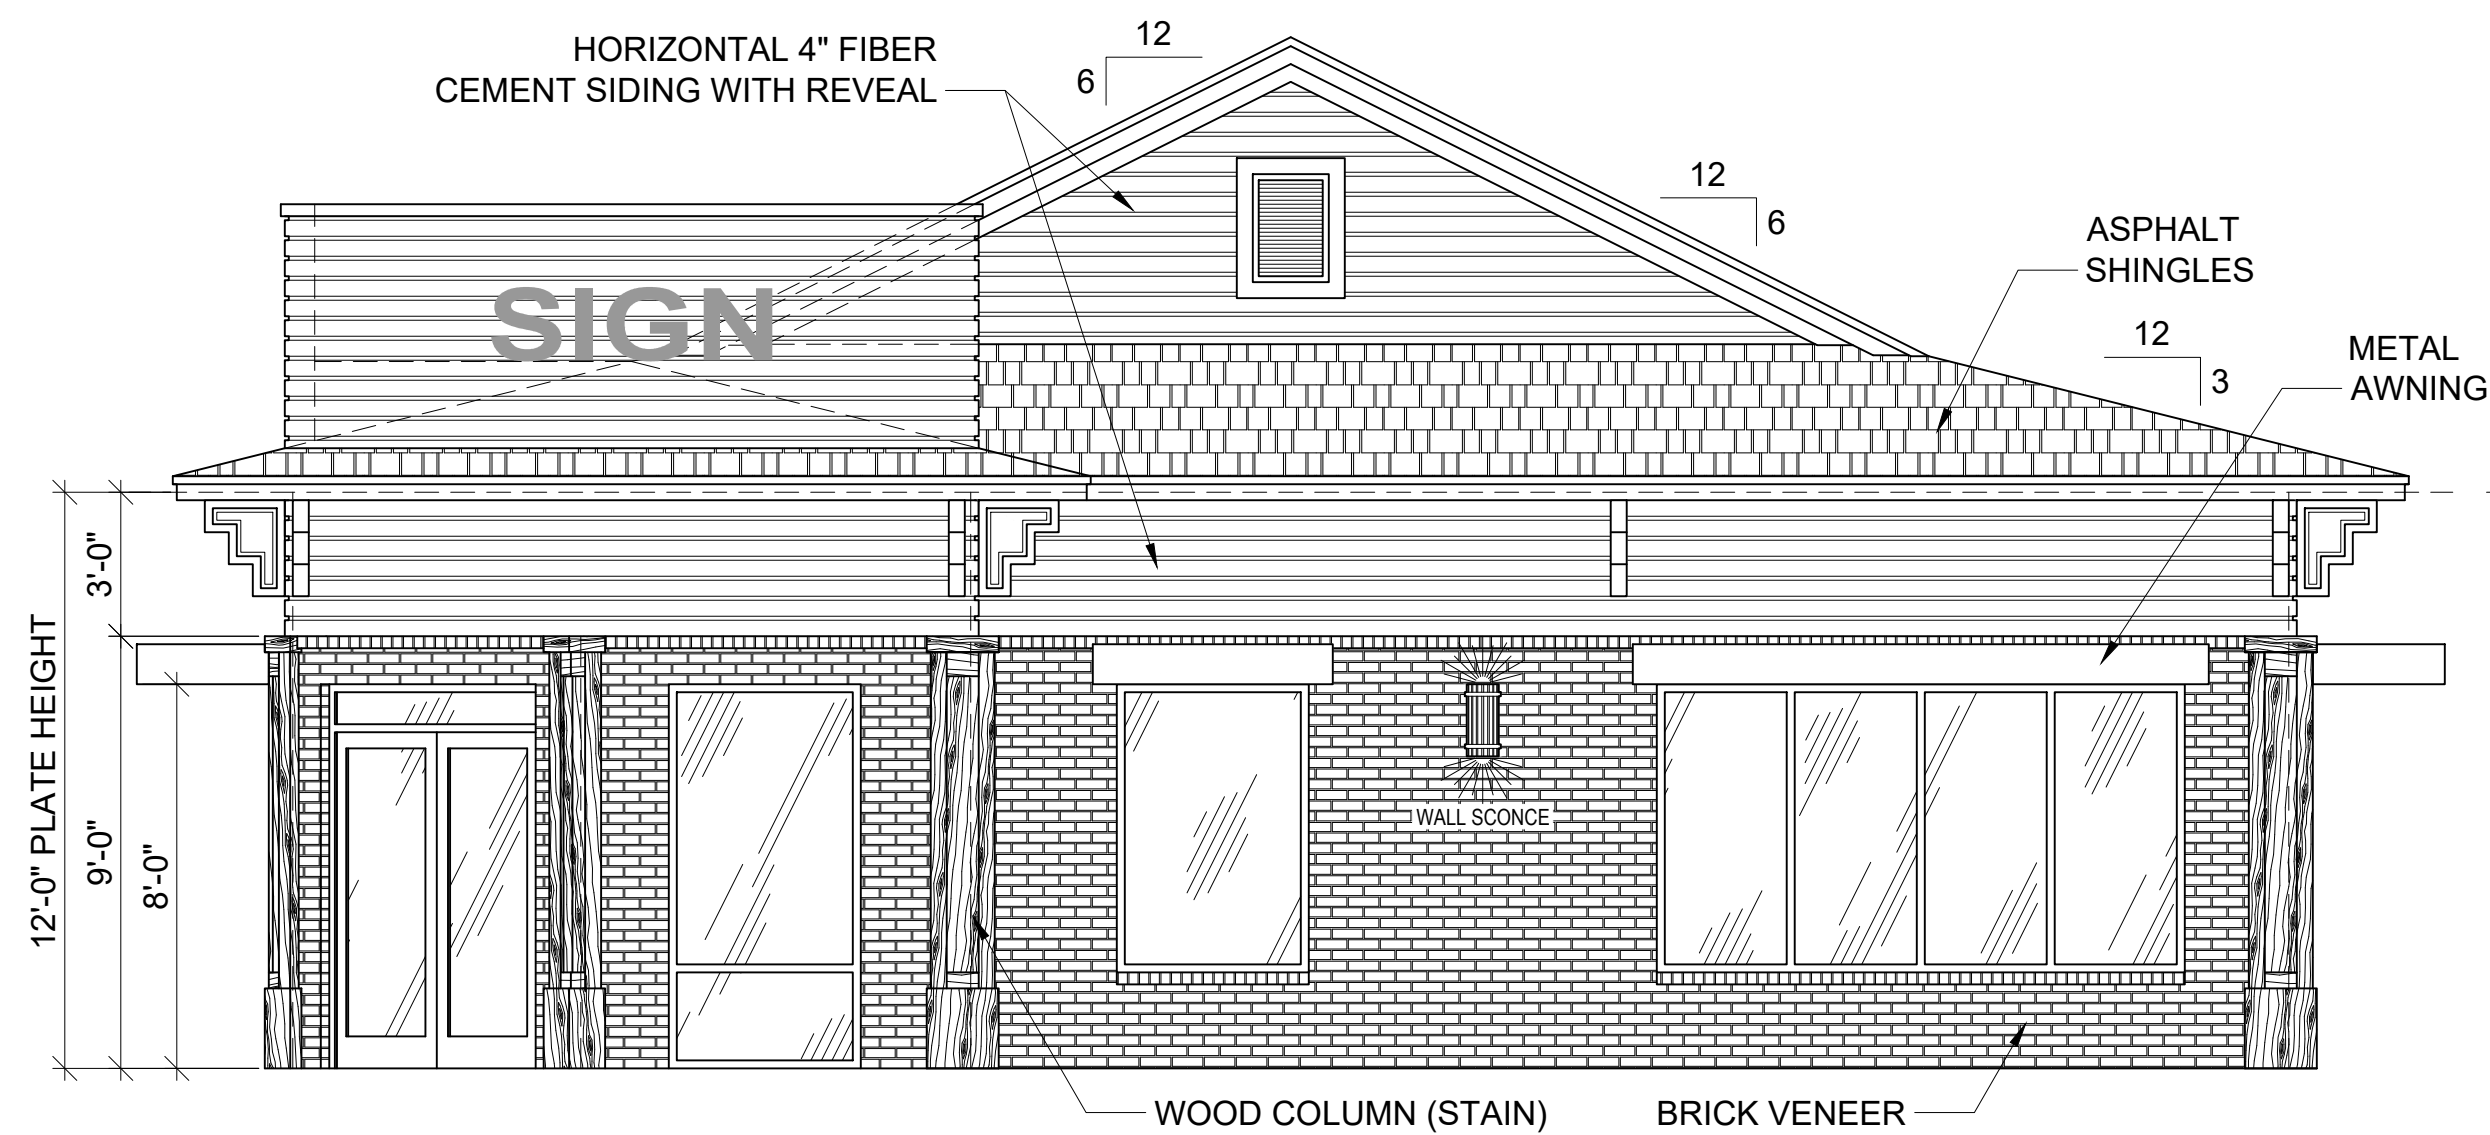 12
HORIZONTAL 4" FIBER
6
CEMENT SIDING WITH REVEAL
12
6
ASPHALT
SHINGLES
SIGN
12
3
METAL
AWNING
3'-0"
12'-0" PLATE HEIGHT
9'-0"
8'-0"
WALL SCONCE
WOOD COLUMN (STAIN)
BRICK VENEER